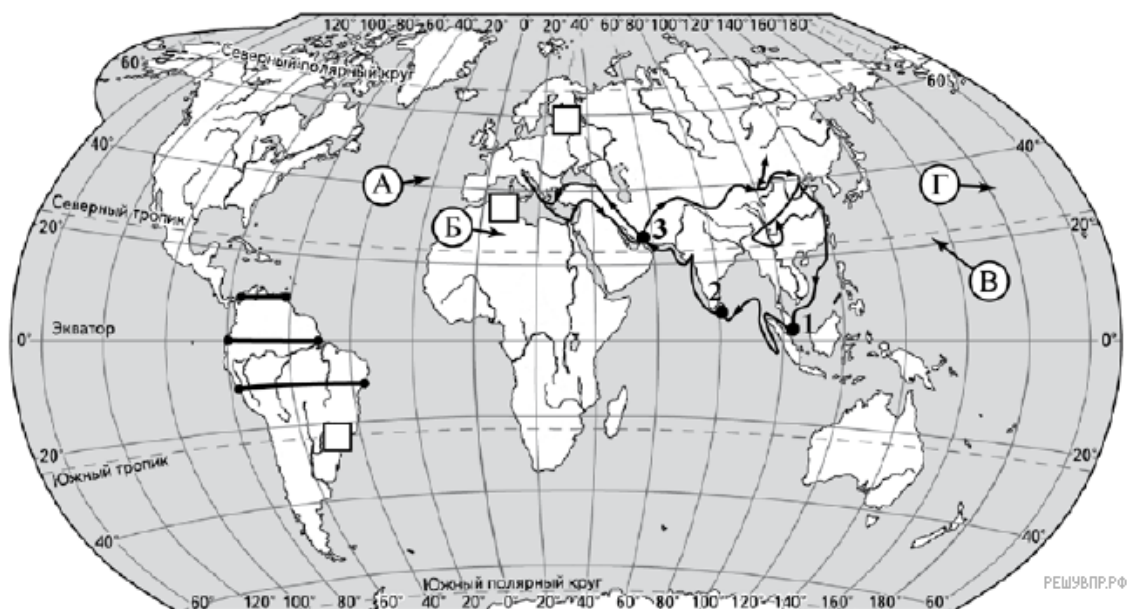 120° 100° 80° 60° 40° 20° 0° 20° 40° 60° 80° 100° 120° 140° 160° 180°
Северный полярный круг
60° 60°
40° 40°
А Г
Северный тропик
Б
20° 3 20°
В
2
Экватор 1
0° 0°
20° 20°
Южный тропик
40° 40°
Южный полярный круг
РЕШУВПР.РФ
60° 120° 100° 80° 60° 40° 20° 0° 20° 40° 60° 80° 100° 120° 140° 60°